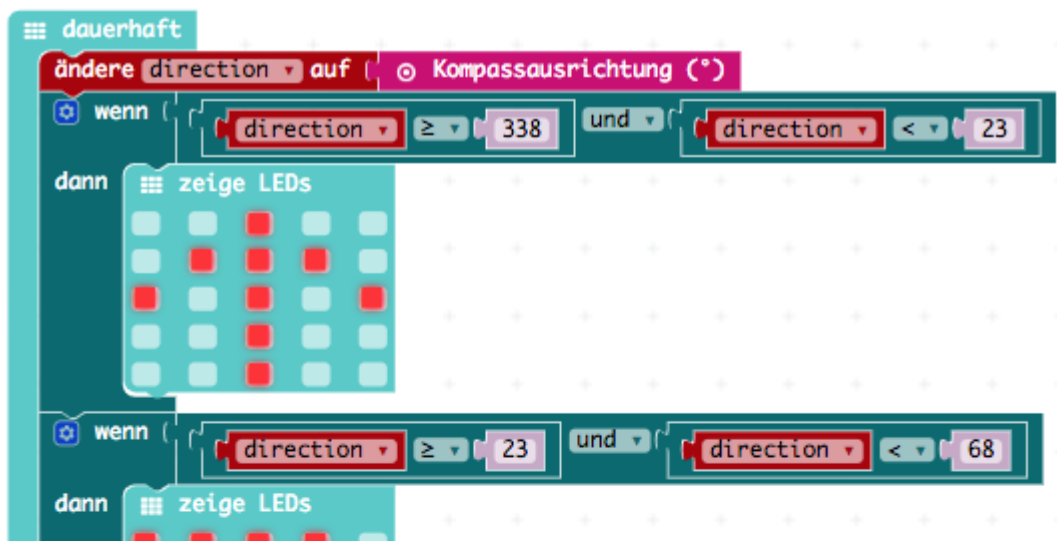 dauerhaft
ändere direction auf Kompassausrichtung (°)
wenn direction ≥ 338 und direction < 23
dann zeige LEDs
wenn direction ≥ 23 und direction < 68
dann zeige LEDs